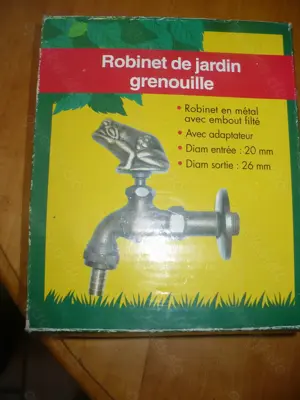 Robinet de jardin
grenouille
• Robinet en métal
avec embout filté
• Avec adaptateur
• Diam entrée : 20 mm
• Diam sortie : 26 mm